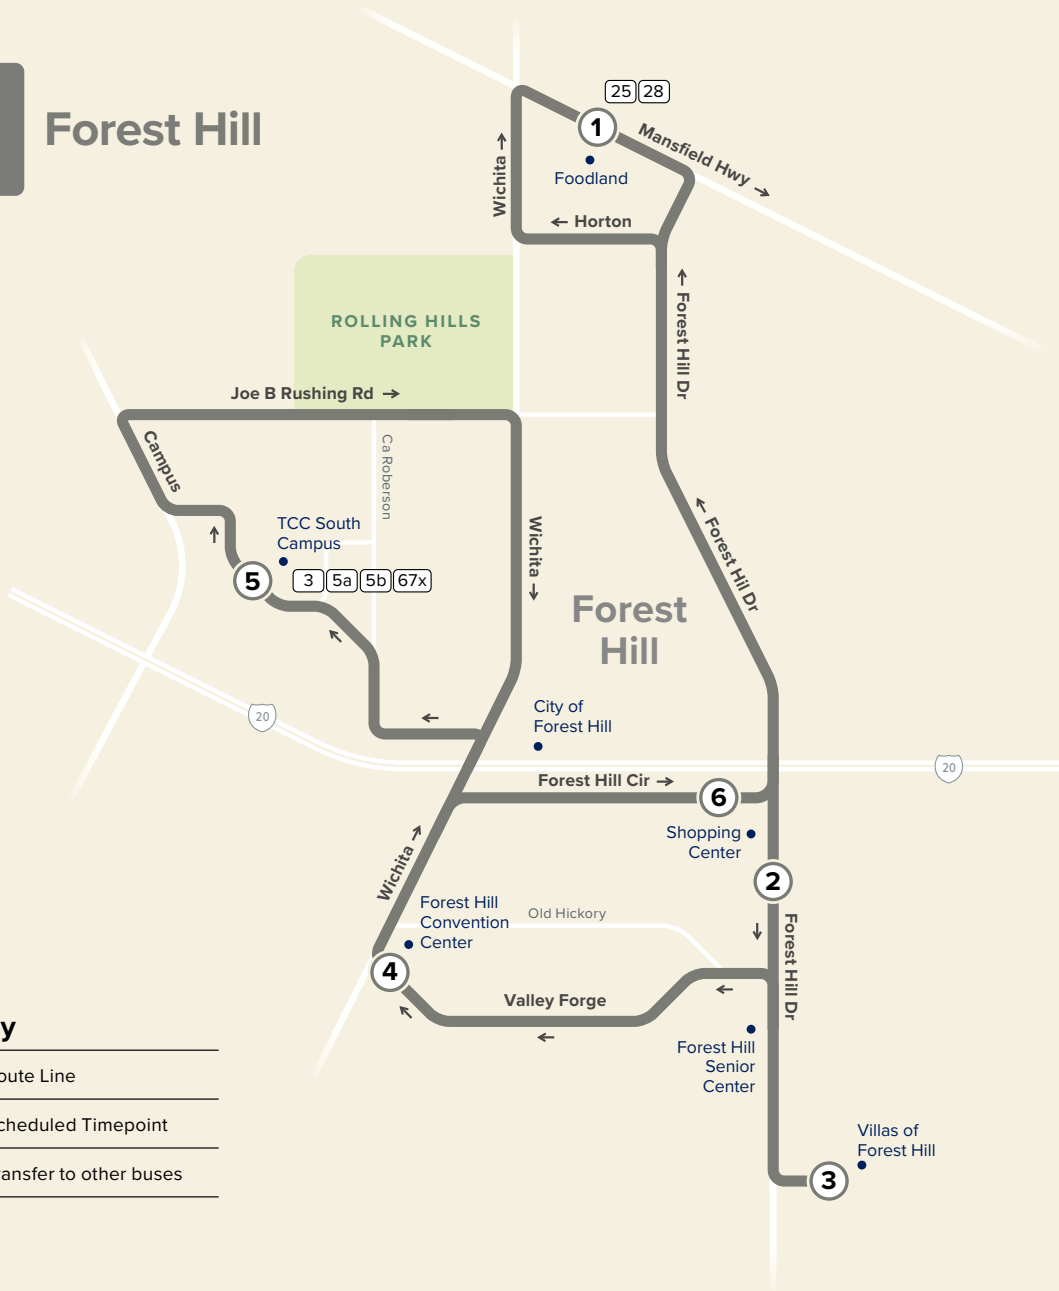 Forest Hill
25 28
1
Mansfield Hwy
Foodland
Wichita
Horton
Forest Hill Dr
ROLLING HILLS
PARK
Joe B Rushing Rd
Campus
Ca Roberson
TCC South
Campus
5
3 5a 5b 67x
Wichita
Forest Hil Dr
Forest
Hill
20
City of
Forest Hill
20
Forest Hill Cir
6
Shopping
Center
2
Wichita
Forest Hill
Convention
Center
Old Hickory
4
Forest Hill Dr
Valley Forge
Forest Hill
Senior
Center
y
oute Line
cheduled Timepoint
ransfer to other buses
Villas of
Forest Hill
3